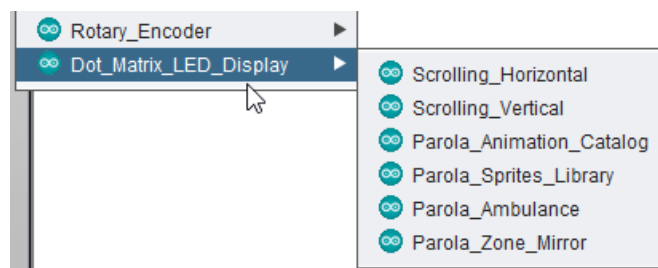 Rotary_Encoder
Dot_Matrix_LED_Display
Scrolling_Horizontal
Scrolling_Vertical
Parola_Animation_Catalog
Parola_Sprites_Library
Parola_Ambulance
Parola_Zone_Mirror